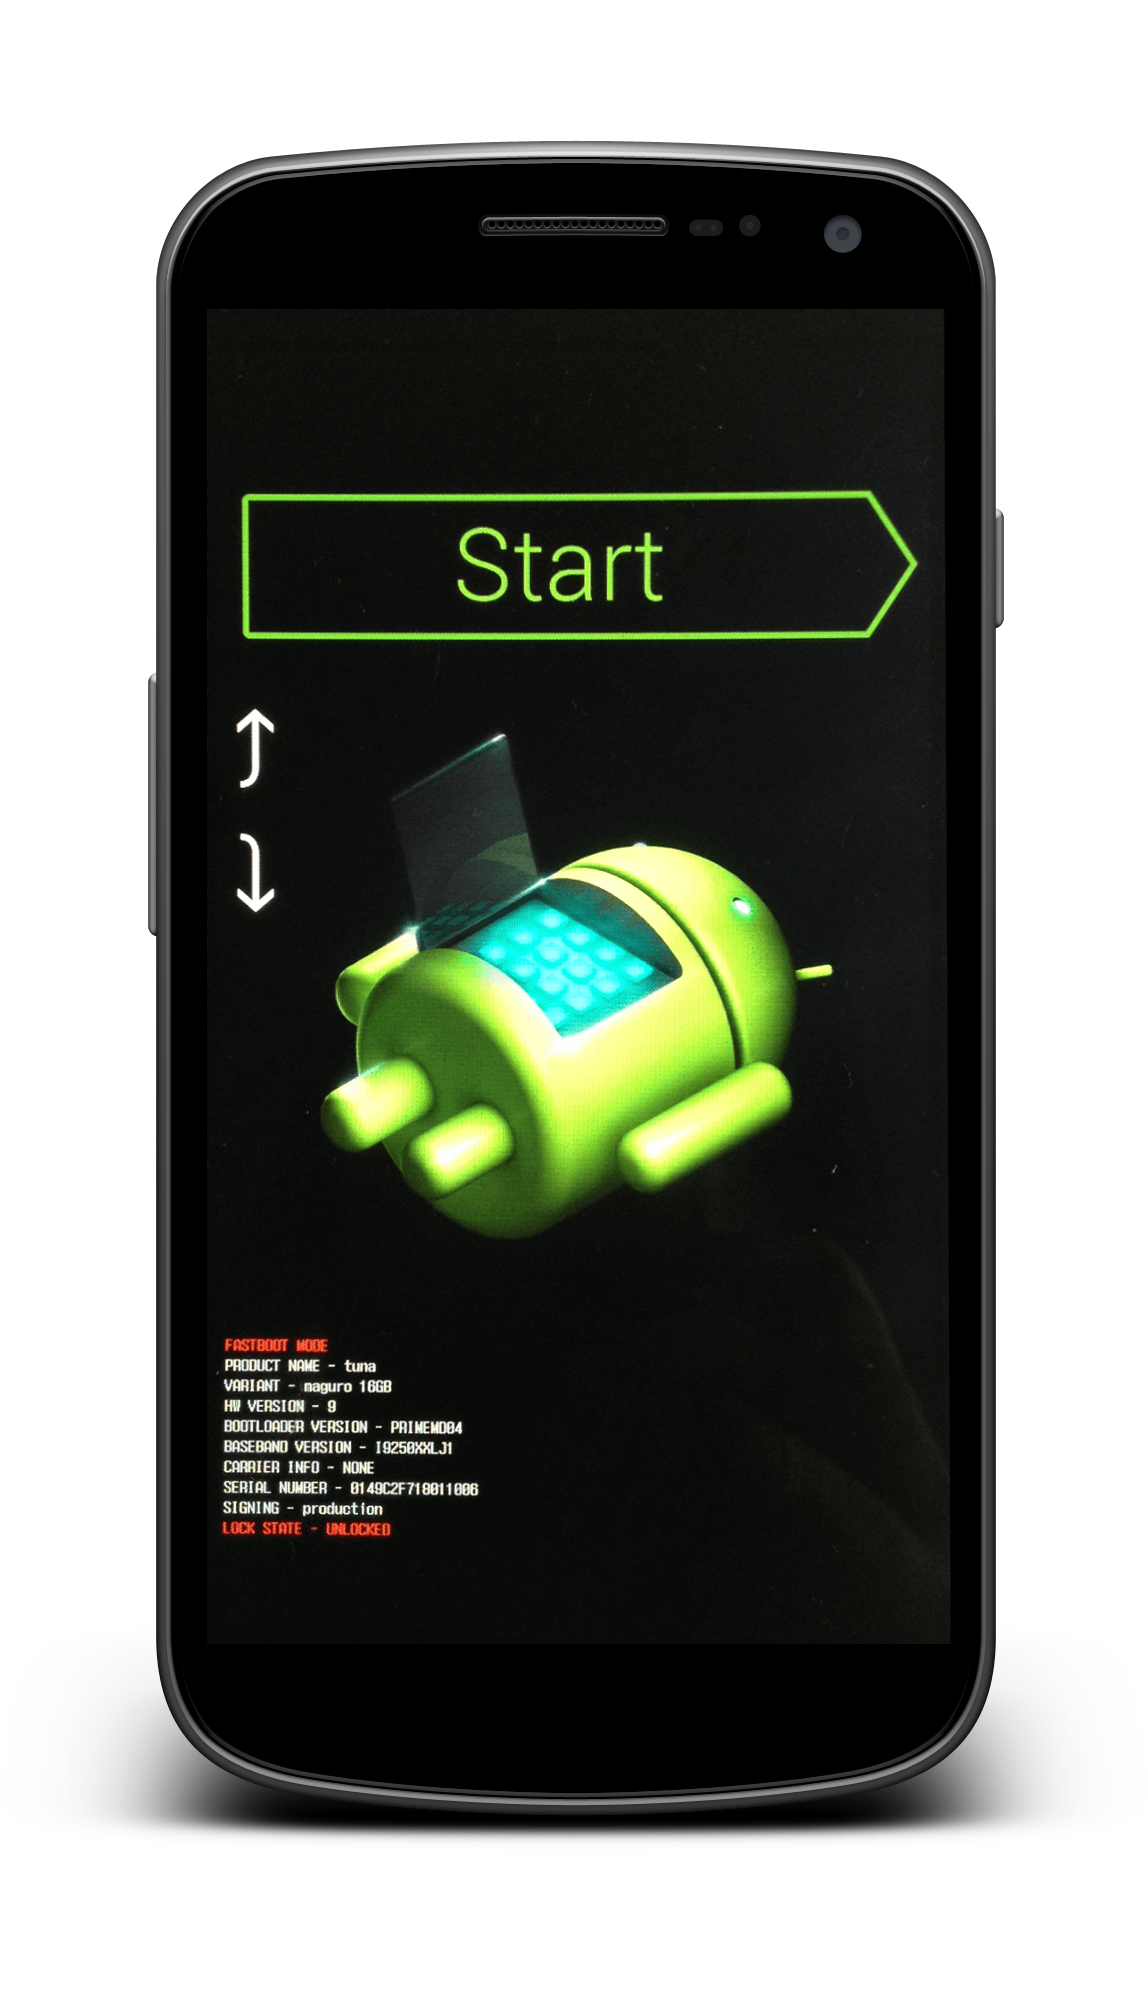 Start
FASTBOOT MODE
PRODUCT NAME - tuna
VARIANT - maguro 16GB
HW VERSION - 9
BOOTLOADER VERSION - PRIMEMD04
BASEBAND VERSION - I9250XXLJ1
CARRIER INFO - NONE
SERIAL NUMBER - 0149C2F718011006
SIGNING - production
LOCK STATE - UNLOCKED